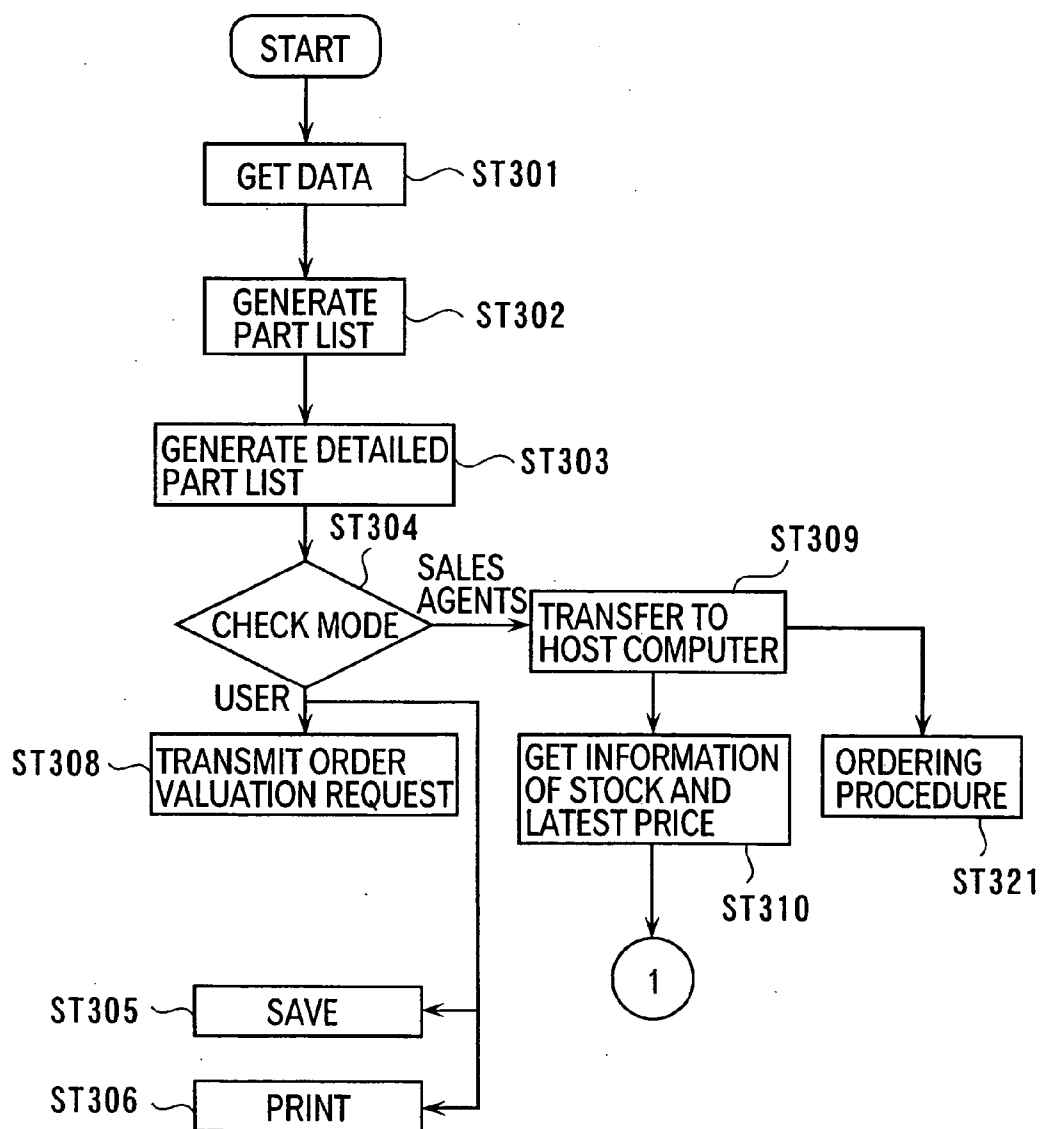 START
GET DATA
ST301
GENERATE
PART LIST
ST302
GENERATE DETAILED
PART LIST
ST303
ST304
CHECK MODE
SALES
AGENTS
ST309
TRANSFER TO
HOST COMPUTER
USER
ST308
TRANSMIT ORDER
VALUATION REQUEST
GET INFORMATION
OF STOCK AND
LATEST PRICE
ST310
ORDERING
PROCEDURE
ST321
1
ST305
SAVE
ST306
PRINT